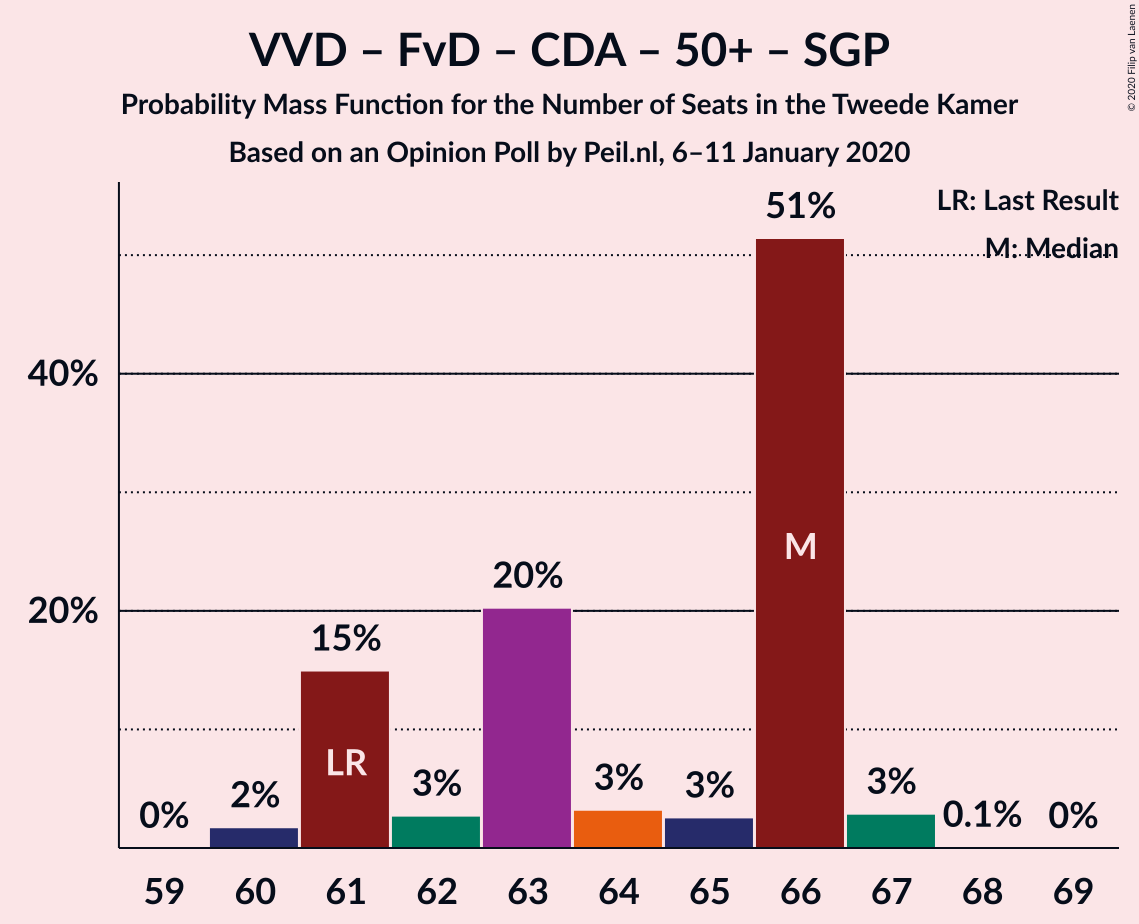 VVD – FvD – CDA – 50+ – SGP
Probability Mass Function for the Number of Seats in the Tweede Kamer
Based on an Opinion Poll by Peil.nl, 6–11 January 2020
© 2020 Filip van Laenen
LR: Last Result
M: Median
40%
20%
0%
2%
15%
3%
20%
3%
3%
51%
3%
0.1%
0%
LR
M
59 60 61 62 63 64 65 66 67 68 69